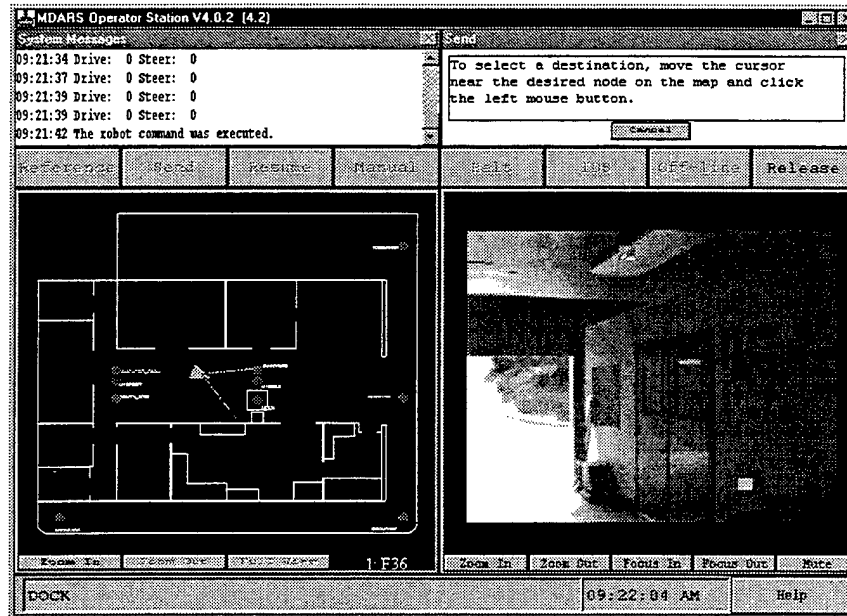 MDARS Operator Station V4.0.2 (4.2)
System Messages
09:21:34 Drive: 0 Steer: 0
09:21:37 Drive: 0 Steer: 0
09:21:39 Drive: 0 Steer: 0
09:21:39 Drive: 0 Steer: 0
09:21:42 The robot command was executed.
Send
To select a destination, move the cursor
near the desired node on the map and click
the left mouse button.
Cancel
Reference Send Resume Manual Halt IDS Off-line Release
Zoom In Zoom Out Full View 1: F36
Zoom In Zoom Out Focus In Focus Out Mute
DOCK 09:22:04 AM Help